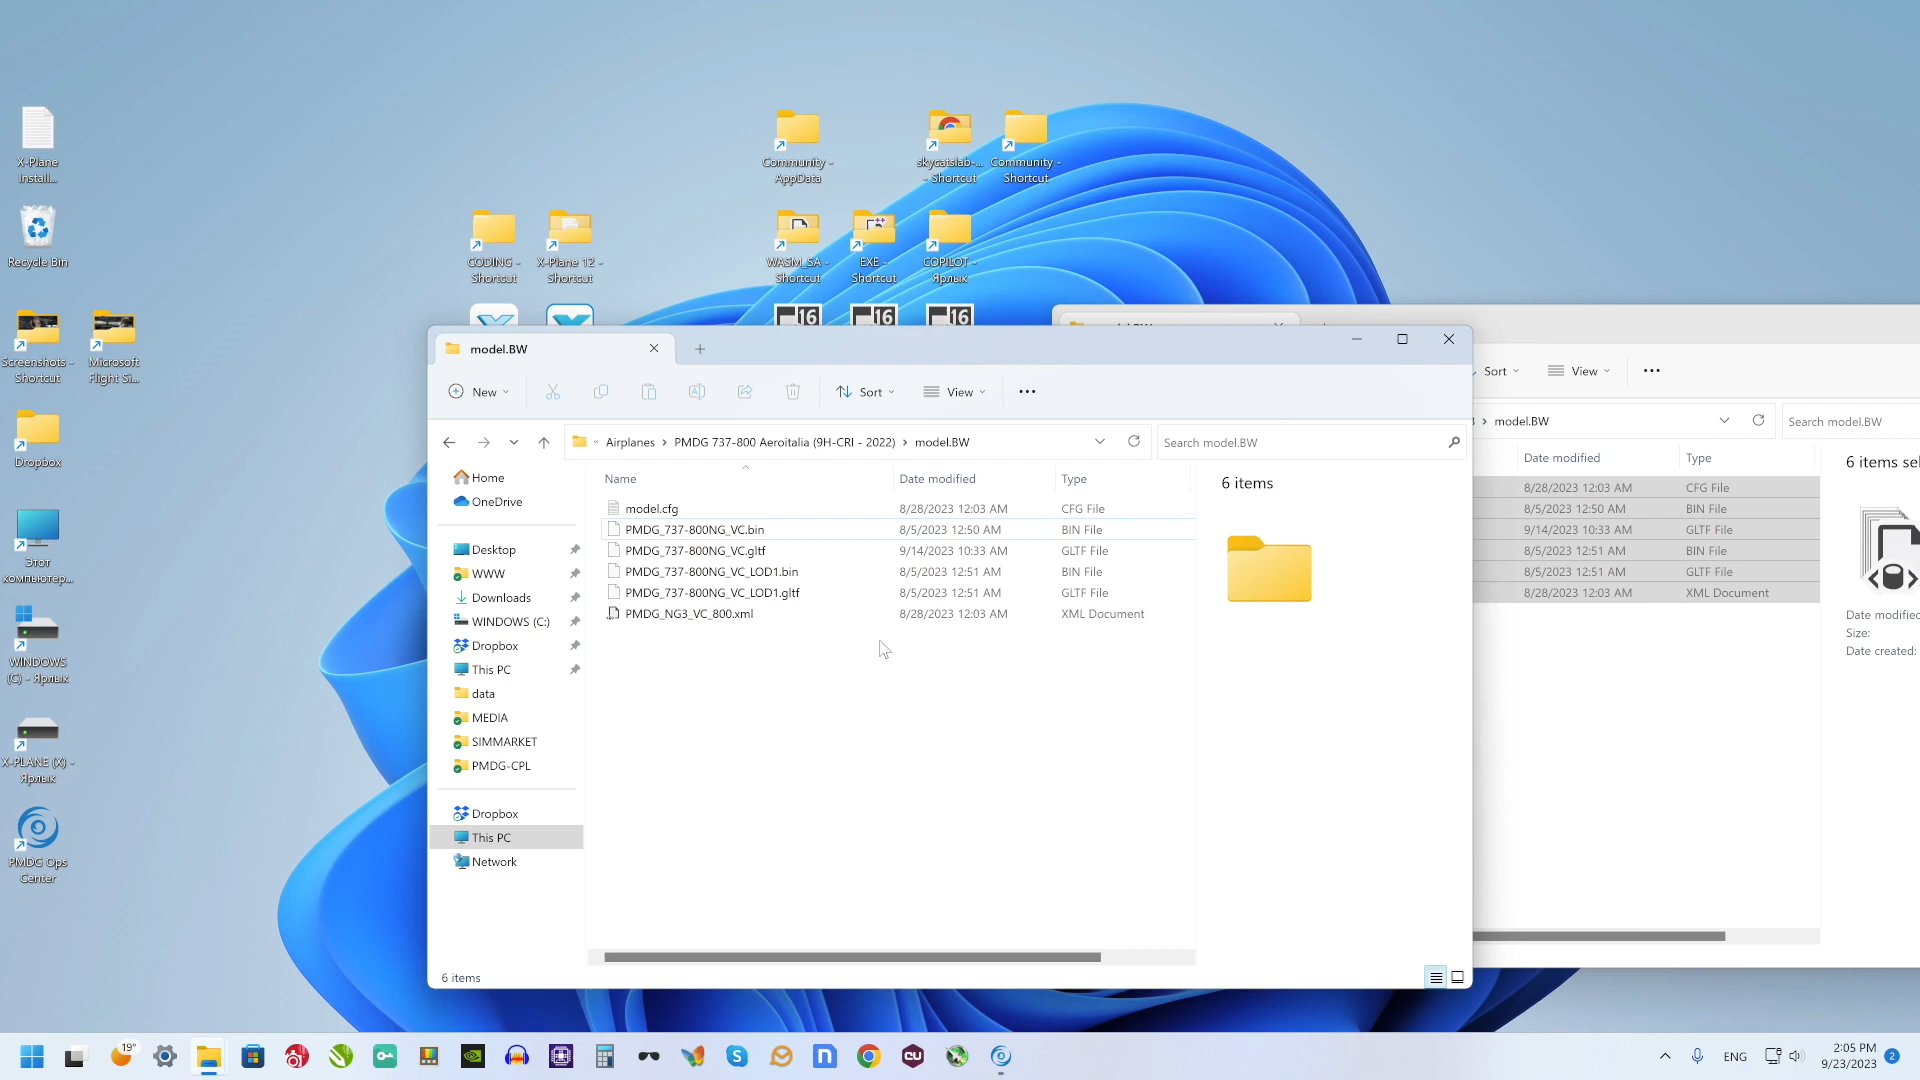 X-Plane
Install...
Recycle Bin
Screenshots -
Shortcut
Microsoft
Flight Si...
Dropbox
Этот
компьютер...
WINDOWS
(C) - Ярлык
X-PLANE (X) -
Ярлык
PMDG Ops
Center
CODING -
Shortcut
X-Plane 12 -
Shortcut
Community -
AppData
skycatslab-...
- Shortcut
Community -
Shortcut
WASM_SA -
Shortcut
EXE -
Shortcut
COPILOT -
Ярлык
16
16
16
model.BW
New
Sort
View
Airplanes > PMDG 737-800 Aeroitalia (9H-CRI - 2022) > model.BW
Search model.BW
Home
OneDrive
Desktop
WWW
Downloads
WINDOWS (C:)
Dropbox
This PC
data
MEDIA
SIMMARKET
PMDG-CPL
Dropbox
This PC
Network
Name Date modified Type
model.cfg 8/28/2023 12:03 AM CFG File
PMDG_737-800NG_VC.bin 8/5/2023 12:50 AM BIN File
PMDG_737-800NG_VC.gltf 9/14/2023 10:33 AM GLTF File
PMDG_737-800NG_VC_LOD1.bin 8/5/2023 12:51 AM BIN File
PMDG_737-800NG_VC_LOD1.gltf 8/5/2023 12:51 AM GLTF File
PMDG_NG3_VC_800.xml 8/28/2023 12:03 AM XML Document
6 items
6 items
Sort
View
> model.BW
Search model.BW
Date modified Type
8/28/2023 12:03 AM CFG File
8/5/2023 12:50 AM BIN File
9/14/2023 10:33 AM GLTF File
8/5/2023 12:51 AM BIN File
8/5/2023 12:51 AM GLTF File
8/28/2023 12:03 AM XML Document
6 items sel
Date modified
Size:
Date created:
19°
ENG
2:05 PM
9/23/2023
2